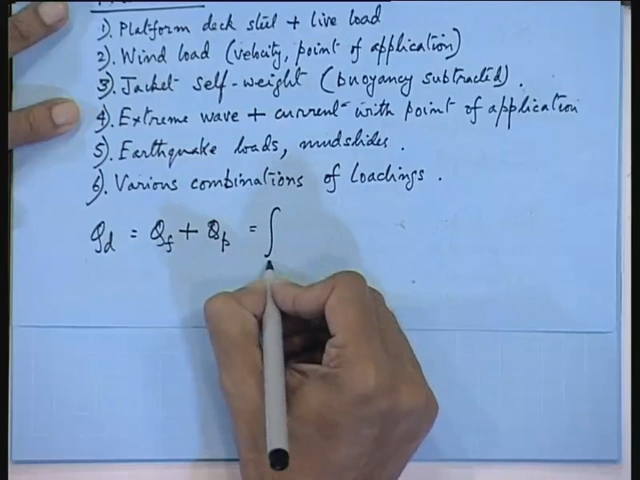 1). Platform deck stel + live load
2). Wind load (velocity, point of application)
3) Jacket self-weight (buoyancy subtracted).
4). Extreme wave + current with point of application
5). Earthquake loads, mudslides.
6). Various combinations of loadings.
Qd = Qf + Qp = ∫